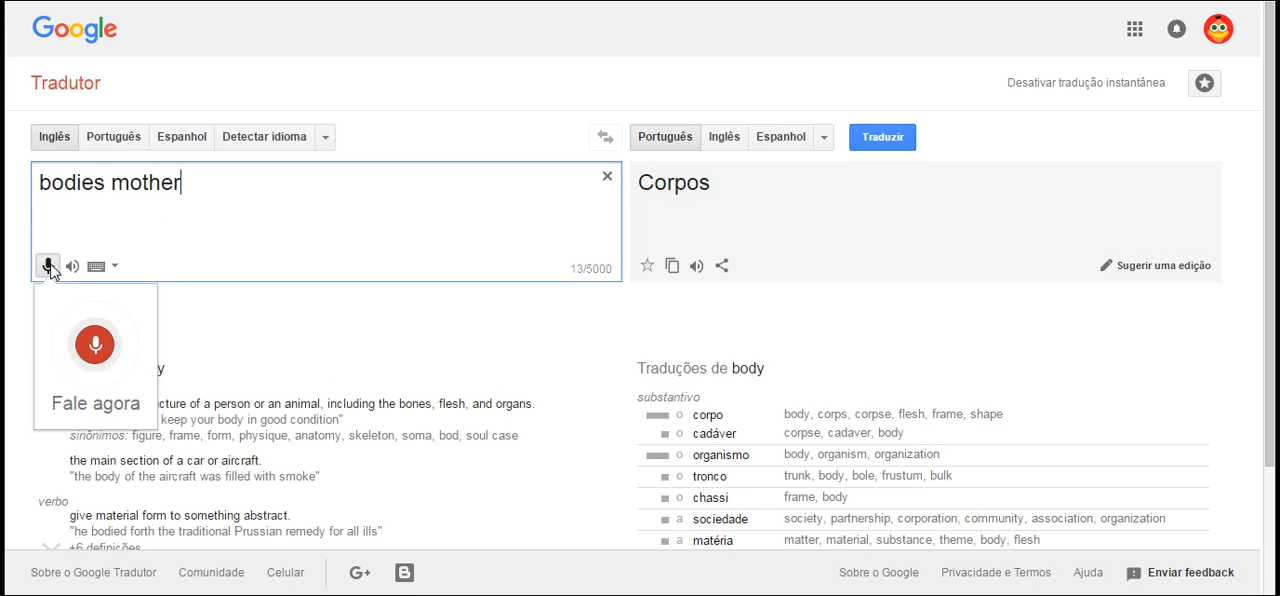 Google
Tradutor
Desativar tradução instantânea
Inglês Português Espanhol Detectar idioma
Português Inglês Espanhol
Traduzir
bodies mother
13/5000
Corpos
Sugerir uma edição
Fale agora
y
cture of a person or an animal, including the bones, flesh, and organs.
keep your body in good condition"
sinônimos: figure, frame, form, physique, anatomy, skeleton, soma, bod, soul case
the main section of a car or aircraft.
"the body of the aircraft was filled with smoke"
verbo
give material form to something abstract.
"he bodied forth the traditional Prussian remedy for all ills"
+6 definições
Traduções de body
substantivo
o corpo body, corps, corpse, flesh, frame, shape
o cadáver corpse, cadaver, body
o organismo body, organism, organization
o tronco trunk, body, bole, frustum, bulk
o chassi frame, body
a sociedade society, partnership, corporation, community, association, organization
a matéria matter, material, substance, theme, body, flesh
Sobre o Google Tradutor Comunidade Celular G+ B
Sobre o Google Privacidade e Termos Ajuda Enviar feedback